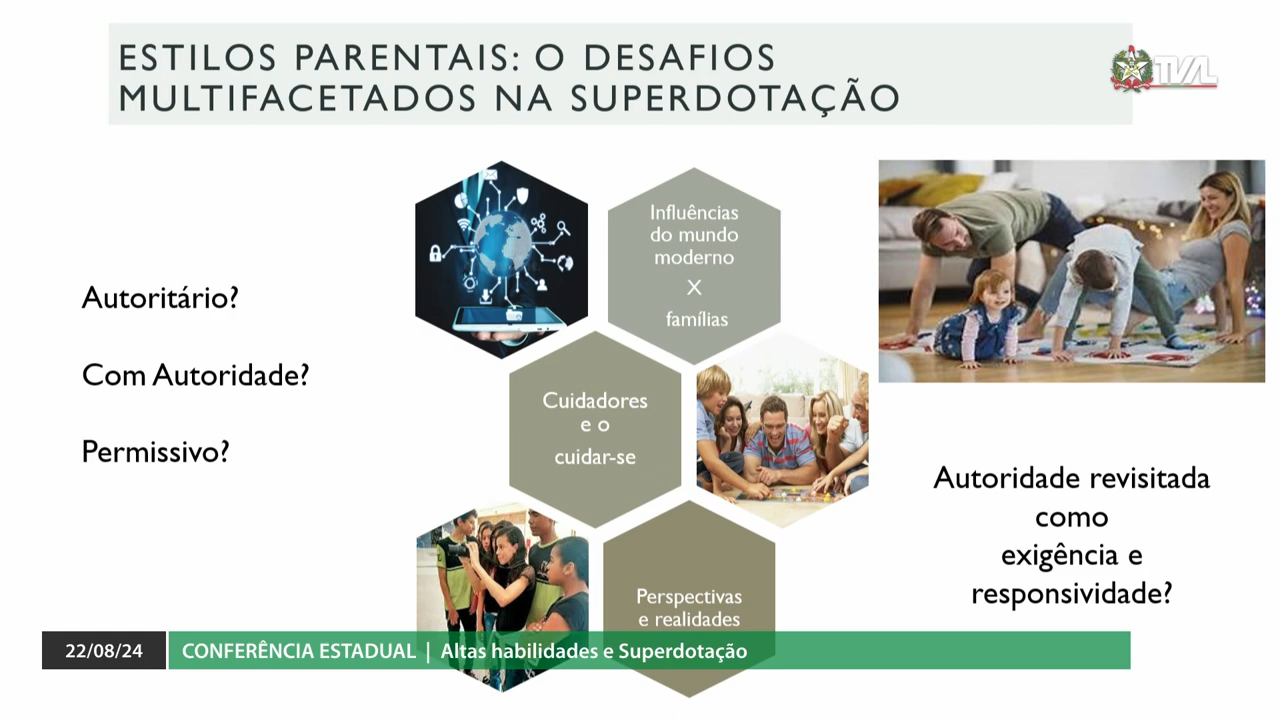 ESTILOS PARENTAIS: O DESAFIOS
MULTIFACETADOS NA SUPERDOTAÇÃO
TVAL
Autoritário?
Com Autoridade?
Permissivo?
Influências
do mundo
moderno
X
famílias
Cuidadores
e o
cuidar-se
Perspectivas
e realidades
Autoridade revisitada
como
exigência e
responsividade?
22/08/24
CONFERÊNCIA ESTADUAL | Altas habilidades e Superdotação